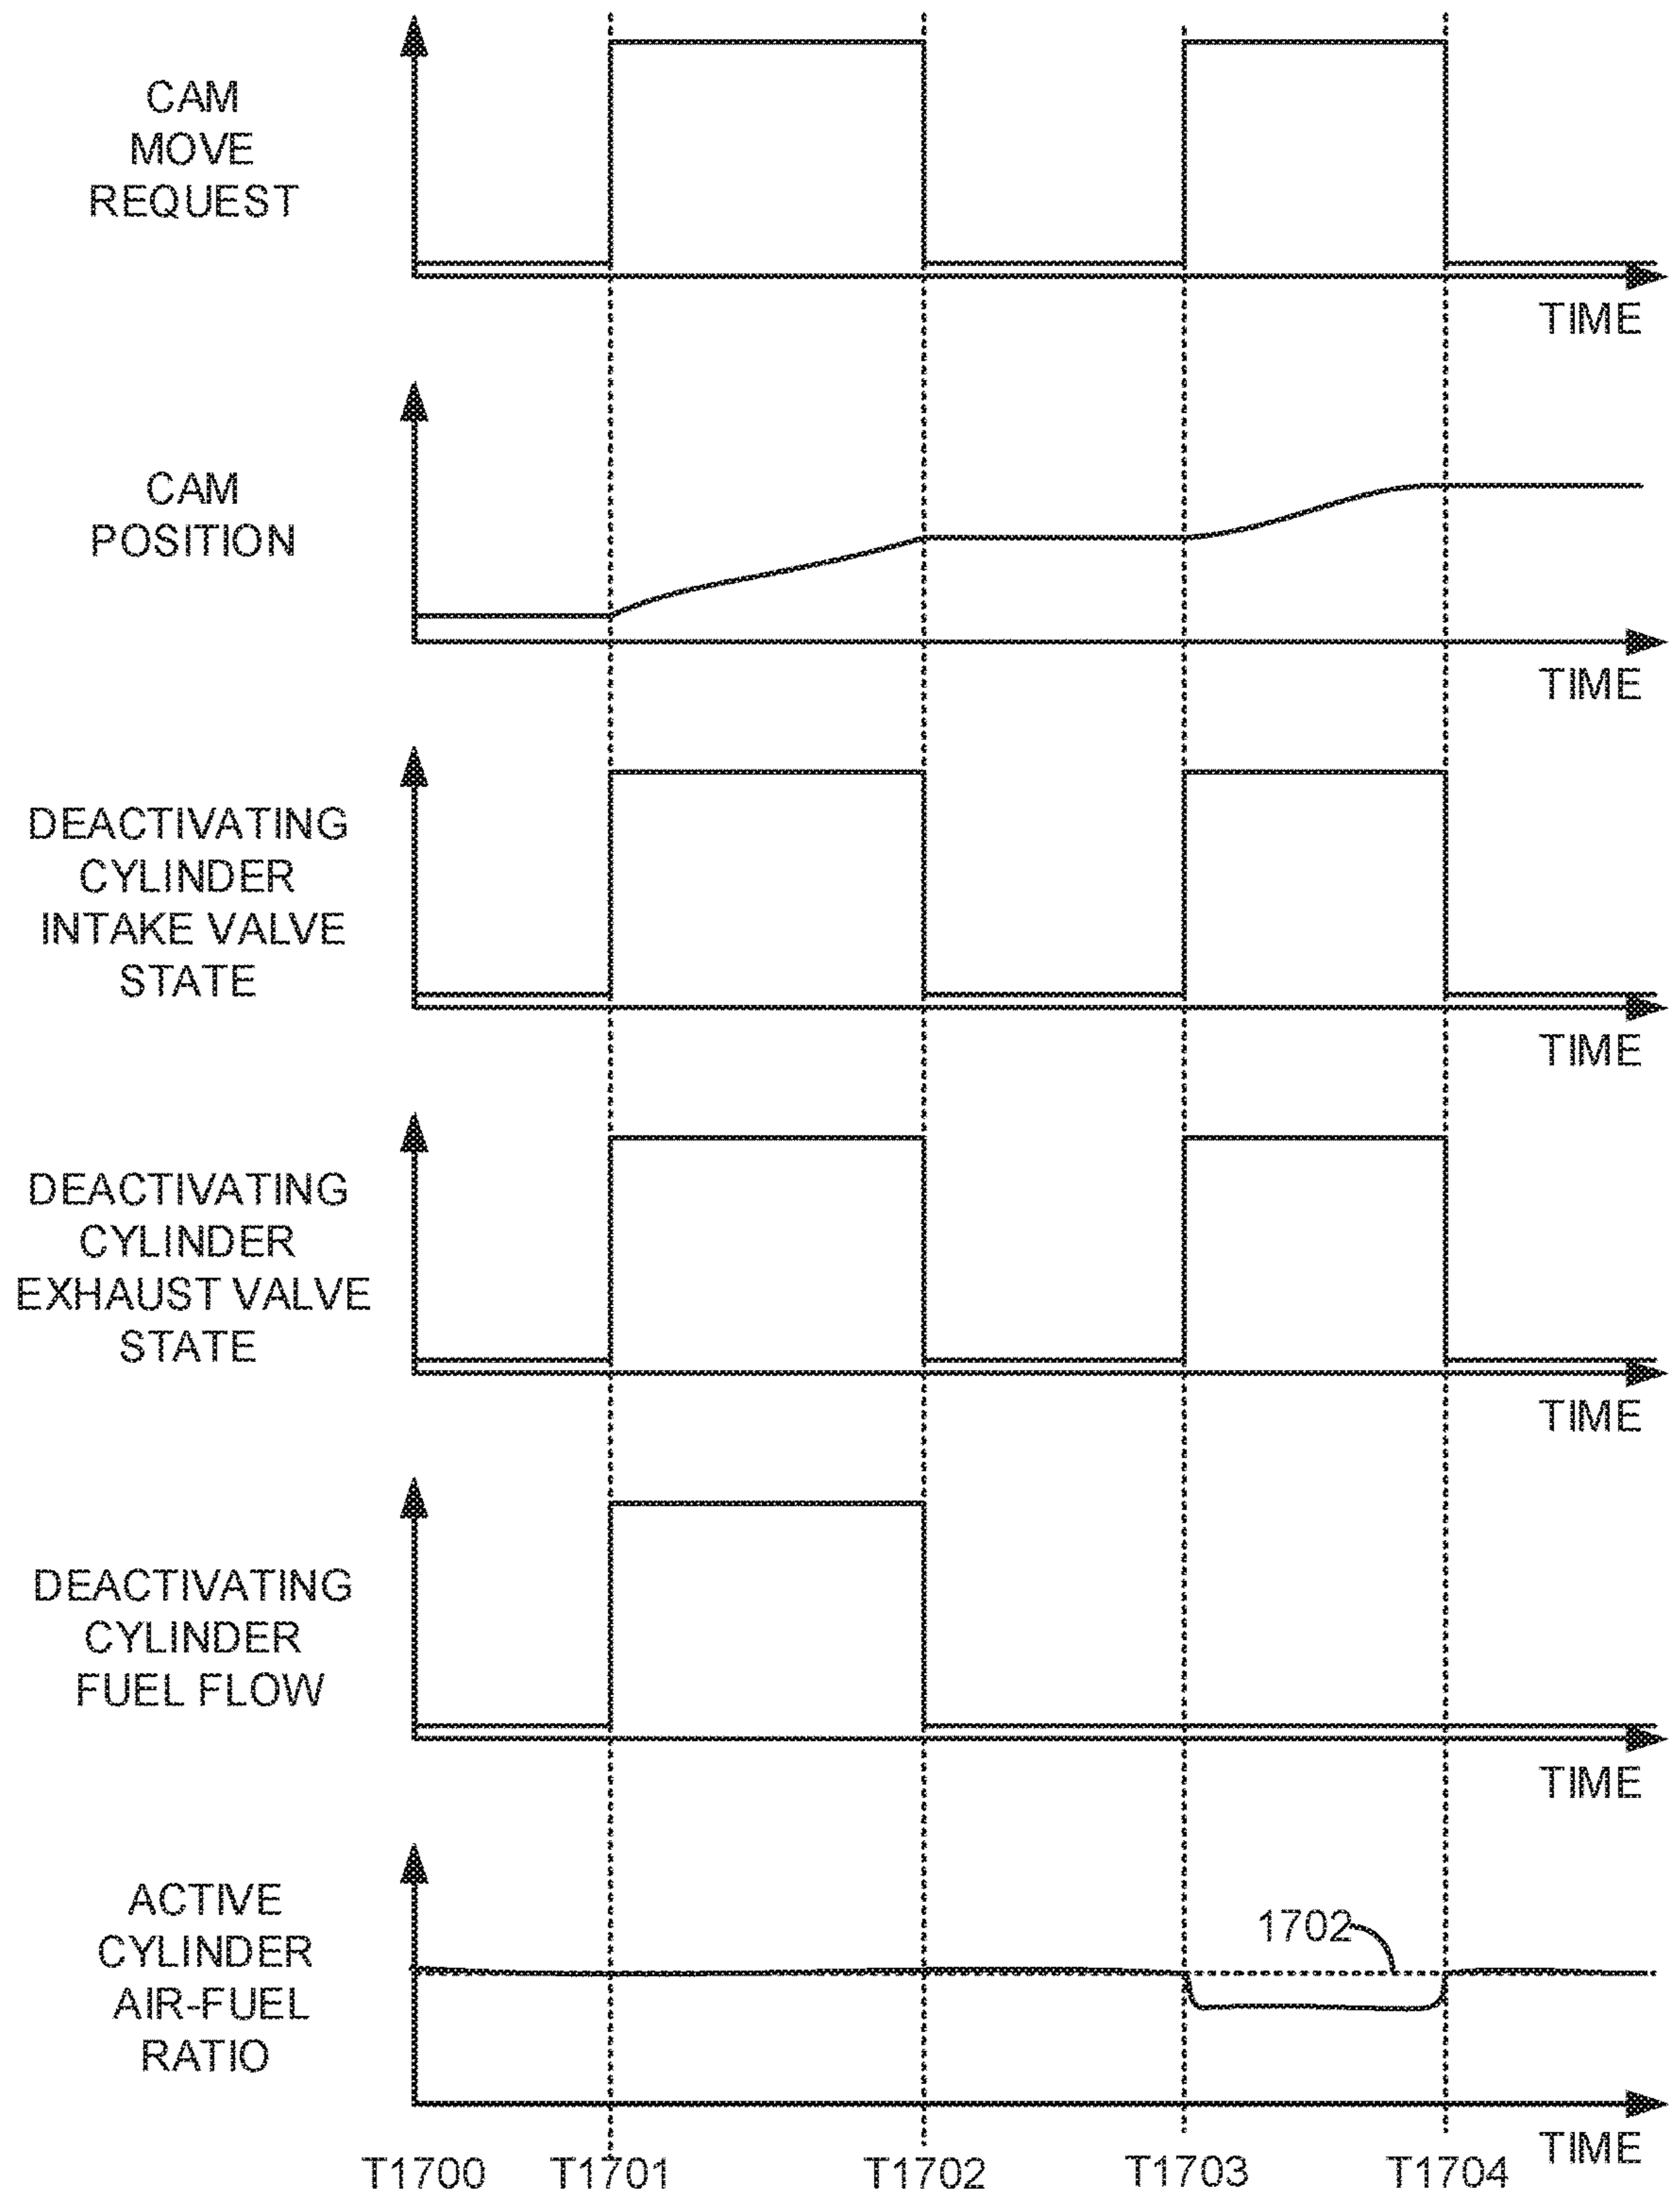 CAM
MOVE
REQUEST
TIME
CAM
POSITION
TIME
DEACTIVATING
CYLINDER
INTAKE VALVE
STATE
TIME
DEACTIVATING
CYLINDER
EXHAUST VALVE
STATE
TIME
DEACTIVATING
CYLINDER
FUEL FLOW
TIME
ACTIVE
CYLINDER
AIR-FUEL
RATIO
1702
TIME
T1700 T1701 T1702 T1703 T1704